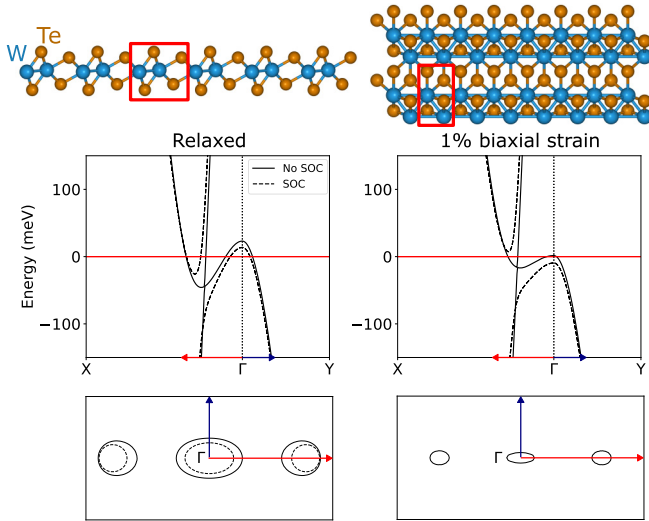 Te
W
Relaxed
1% biaxial strain
Energy (meV)
100
0
−100
No SOC
SOC
X
Γ
Y
100
0
−100
X
Γ
Y
Γ
Γ